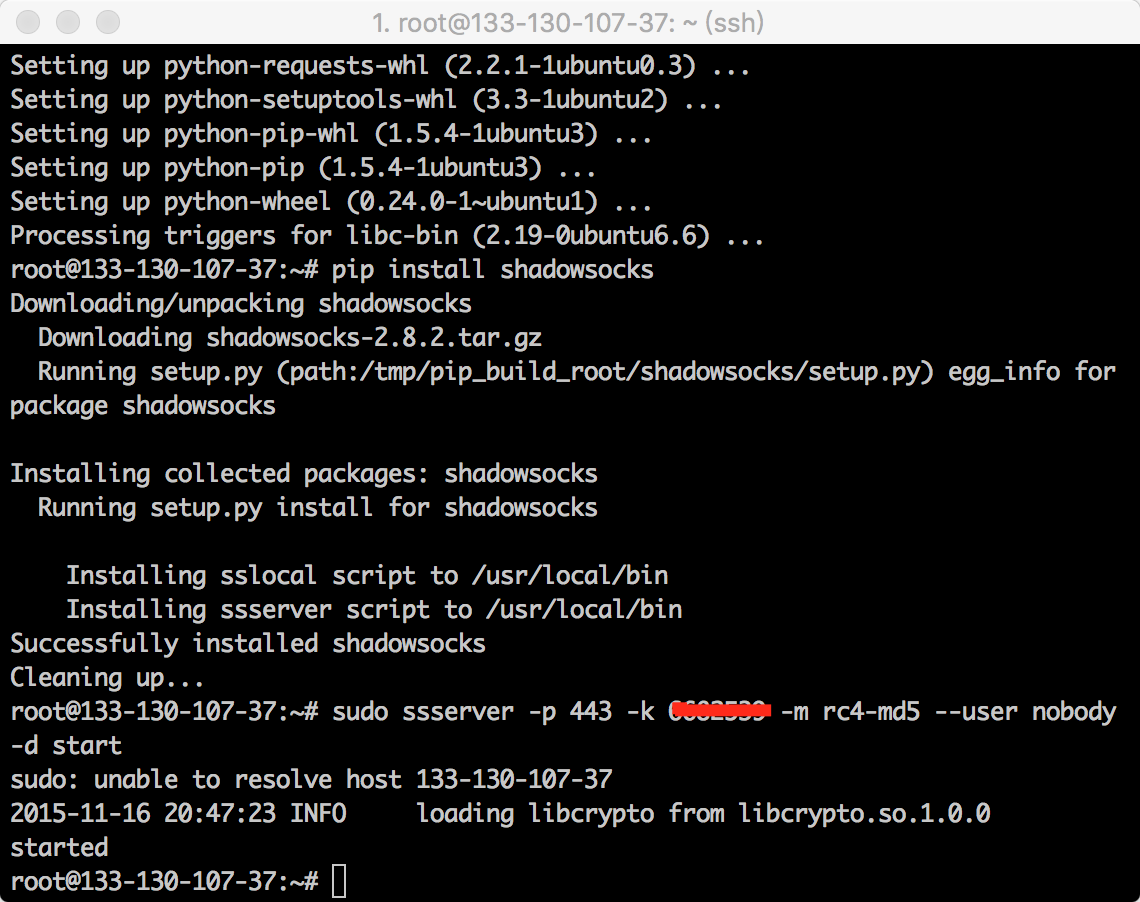 1. root@133-130-107-37: ~ (ssh)
Setting up python-requests-whl (2.2.1-1ubuntu0.3) ...
Setting up python-setuptools-whl (3.3-1ubuntu2) ...
Setting up python-pip-whl (1.5.4-1ubuntu3) ...
Setting up python-pip (1.5.4-1ubuntu3) ...
Setting up python-wheel (0.24.0-1~ubuntu1) ...
Processing triggers for libc-bin (2.19-0ubuntu6.6) ...
root@133-130-107-37:~# pip install shadowsocks
Downloading/unpacking shadowsocks
  Downloading shadowsocks-2.8.2.tar.gz
  Running setup.py (path:/tmp/pip_build_root/shadowsocks/setup.py) egg_info for
package shadowsocks
Installing collected packages: shadowsocks
  Running setup.py install for shadowsocks
    Installing sslocal script to /usr/local/bin
    Installing ssserver script to /usr/local/bin
Successfully installed shadowsocks
Cleaning up...
root@133-130-107-37:~# sudo ssserver -p 443 -k -m rc4-md5 --user nobody
-d start
sudo: unable to resolve host 133-130-107-37
2015-11-16 20:47:23 INFO     loading libcrypto from libcrypto.so.1.0.0
started
root@133-130-107-37:~#